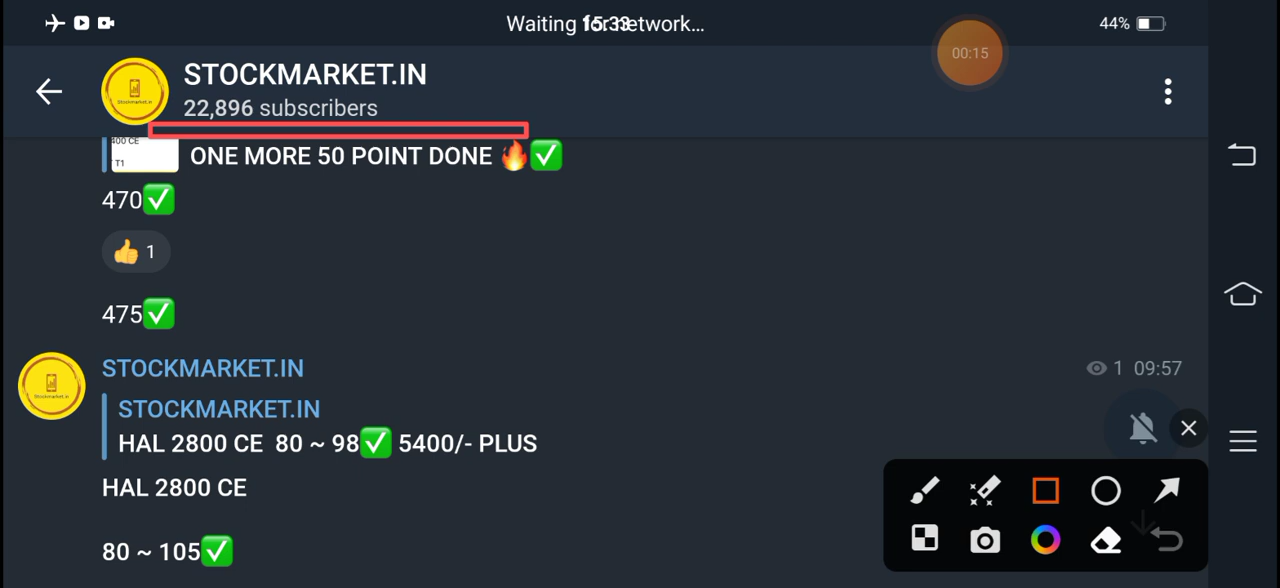 Waiting for network...
15:33
44%
00:15
STOCKMARKET.IN
22,896 subscribers
400 CE
T1
ONE MORE 50 POINT DONE 🔥✅
470✅
👍 1
475✅
STOCKMARKET.IN
1 09:57
STOCKMARKET.IN
HAL 2800 CE 80 ~ 98✅ 5400/- PLUS
HAL 2800 CE
80 ~ 105✅